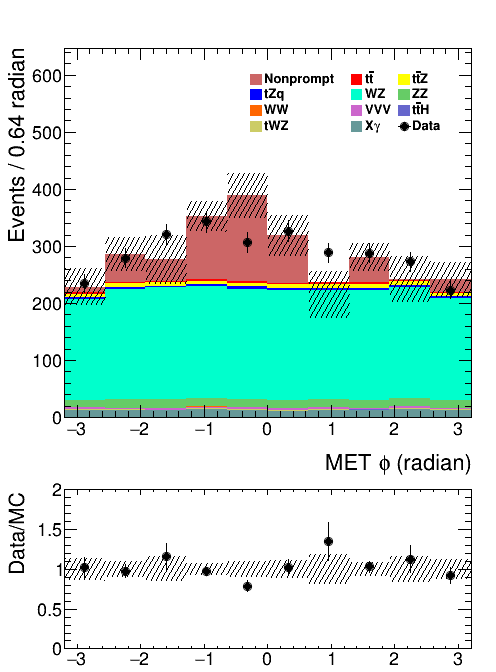 Events / 0.64 radian
600
500
400
300
200
100
0
Nonprompt tt̄ tt̄Z
tZq WZ ZZ
WW VVV tt̄H
tWZ Xγ Data
−3 −2 −1 0 1 2 3
MET ϕ (radian)
Data/MC
2
1.5
1
0.5
0
−3 −2 −1 0 1 2 3